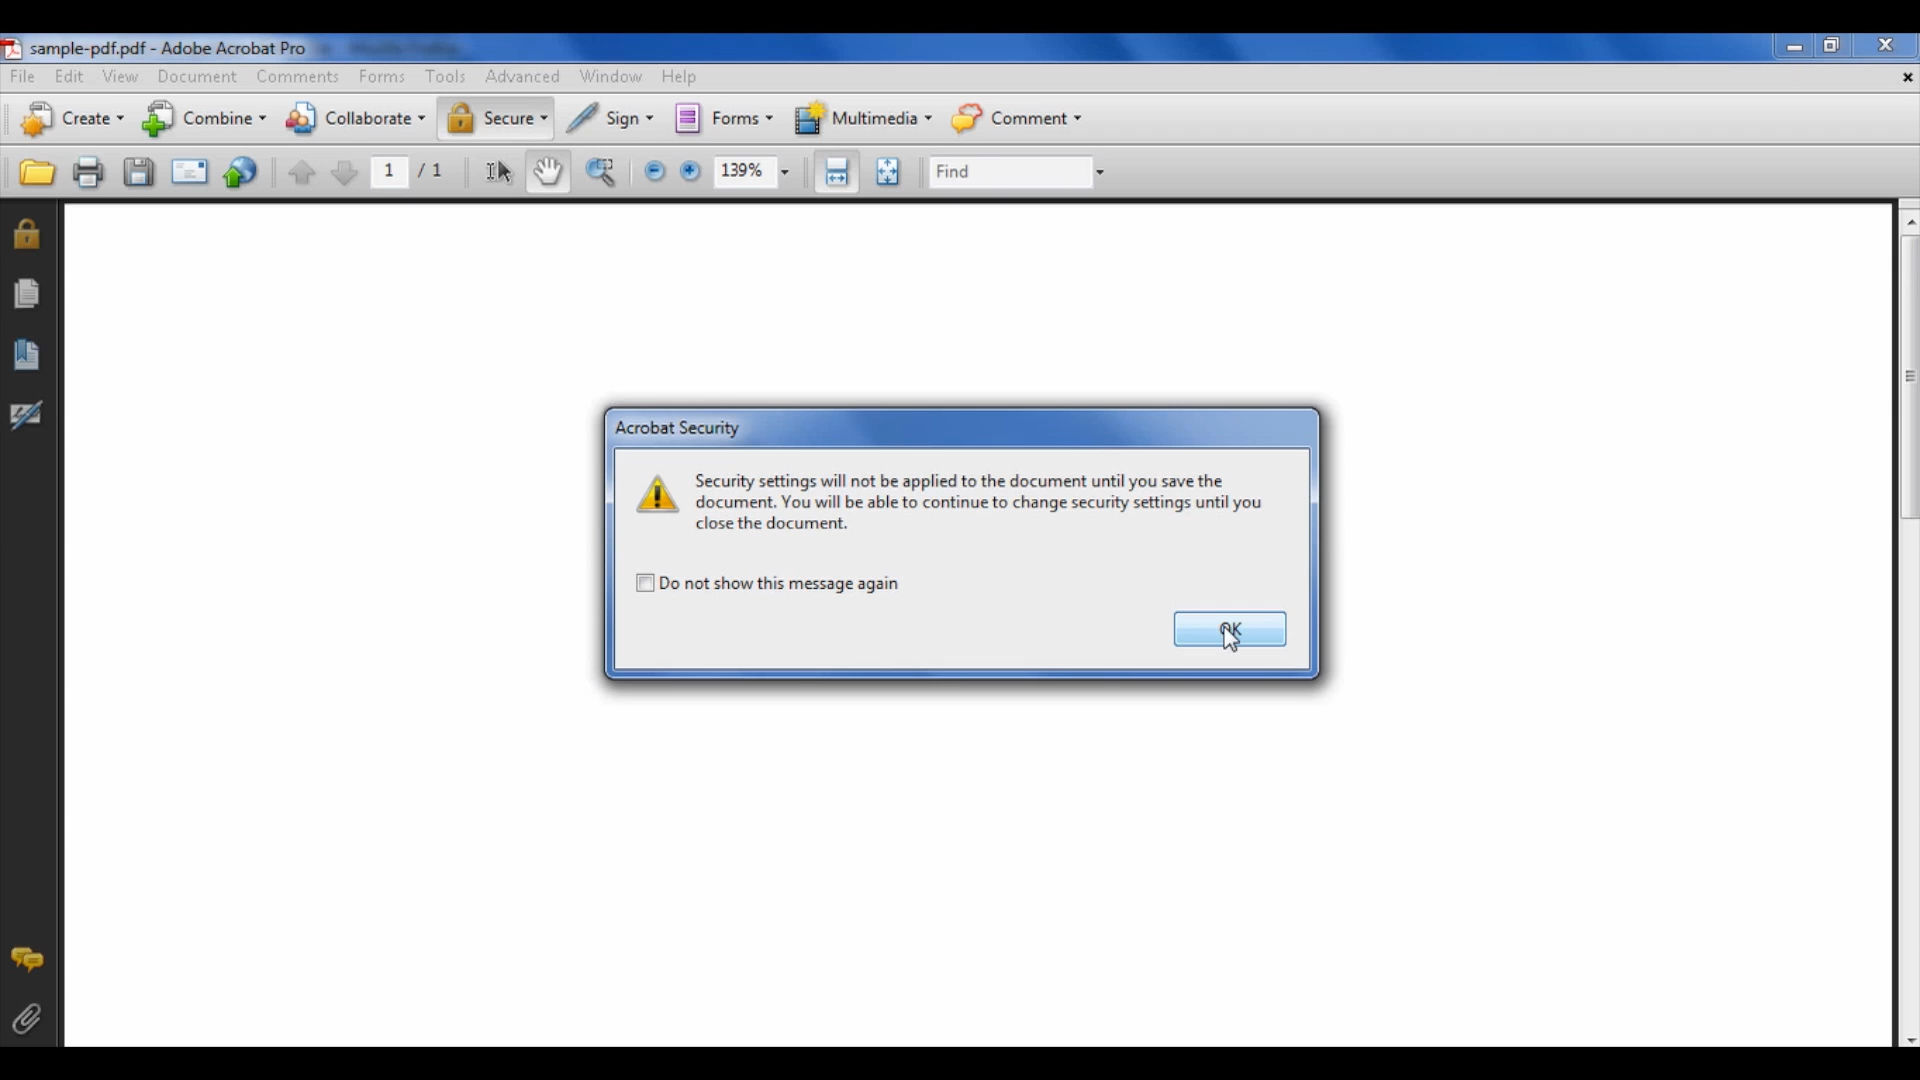 sample-pdf.pdf - Adobe Acrobat Pro
File Edit View Document Comments Forms Tools Advanced Window Help
Create Combine Collaborate Secure Sign Forms Multimedia Comment
1 / 1 139% Find
Acrobat Security
Security settings will not be applied to the document until you save the
document. You will be able to continue to change security settings until you
close the document.
Do not show this message again
OK